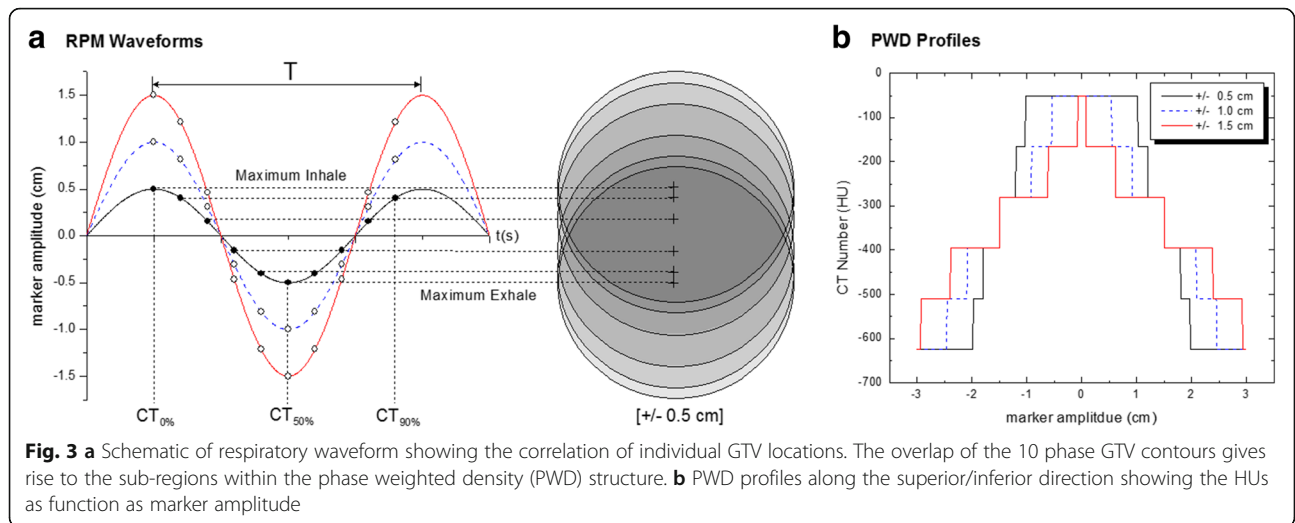 a RPM Waveforms
T
1.5
1.0
0.5
0.0
-0.5
-1.0
-1.5
marker amplitude (cm)
Maximum Inhale
t(s)
Maximum Exhale
CT0%
CT50%
CT90%
[+/- 0.5 cm]
b PWD Profiles
0
-100
-200
-300
-400
-500
-600
-700
CT Number (HU)
+/- 0.5 cm
+/- 1.0 cm
+/- 1.5 cm
-3 -2 -1 0 1 2 3
marker amplitdue (cm)
Fig. 3 a Schematic of respiratory waveform showing the correlation of individual GTV locations. The overlap of the 10 phase GTV contours gives
rise to the sub-regions within the phase weighted density (PWD) structure. b PWD profiles along the superior/inferior direction showing the HUs
as function as marker amplitude